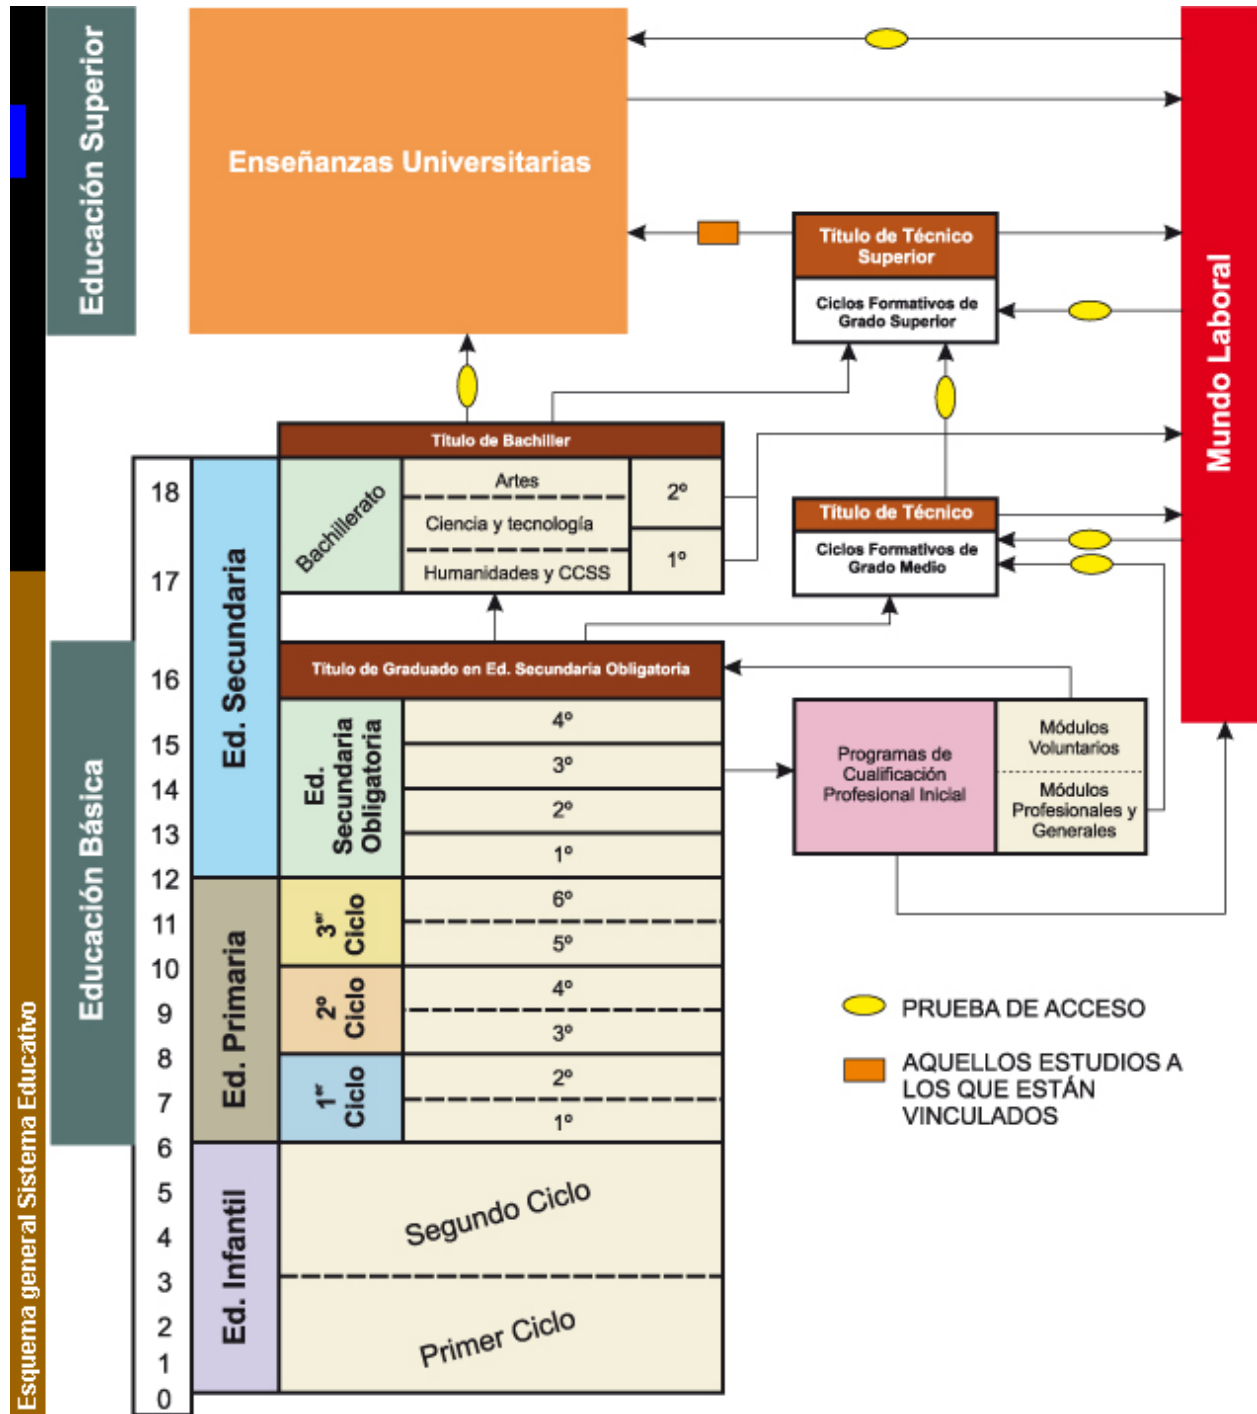 Esquema general Sistema Educativo
Educación Superior
Enseñanzas Universitarias
Título de Técnico
Superior
Ciclos Formativos de
Grado Superior
Mundo Laboral
Título de Bachiller
18
17
16
15
14
13
12
11
10
9
8
7
6
5
4
3
2
1
0
Ed. Secundaria
Bachillerato
Artes
Ciencia y tecnología
Humanidades y CCSS
2º
1º
Título de Técnico
Ciclos Formativos de
Grado Medio
Educación Básica
Título de Graduado en Ed. Secundaria Obligatoria
Ed.
Secundaria
Obligatoria
4º
3º
2º
1º
Programas de
Cualificación
Profesional Inicial
Módulos
Voluntarios
Módulos
Profesionales y
Generales
Ed. Primaria
3er
Ciclo
6º
5º
2º
Ciclo
4º
3º
1er
Ciclo
2º
1º
Ed. Infantil
Segundo Ciclo
Primer Ciclo
PRUEBA DE ACCESO
AQUELLOS ESTUDIOS A
LOS QUE ESTÁN
VINCULADOS